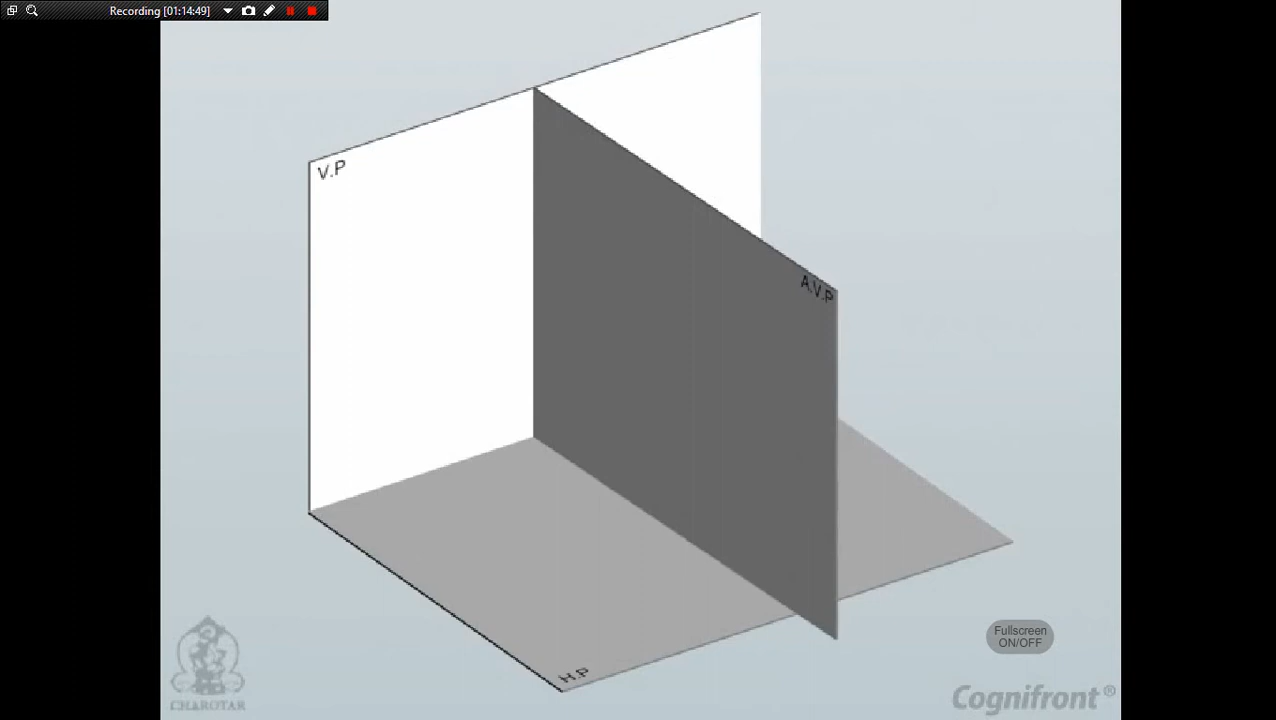 Recording [01:14:49]
V.P
A.V.P
H.P
Fullscreen
ON/OFF
CHAROTAR
Cognifront®